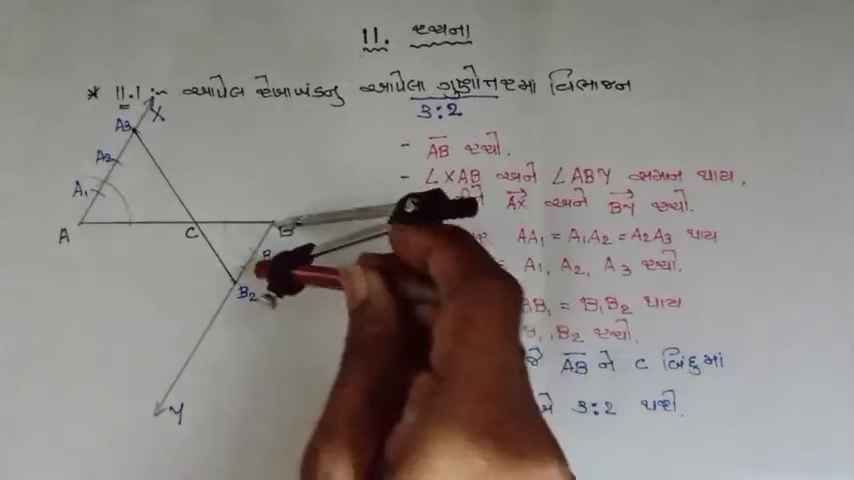 11. રચના
* 11.1 :- આપેલ રેખાખંડનુ આપેલા ગુણોત્તરમાં વિભાજન
3:2
- AB રચો.
- ∠XAB અને ∠ABY સમાન થાય.
AX અને BY રચો.
AA₁ = A₁A₂ = A₂A₃ થાય
A₁, A₂, A₃ રચો.
BB₁ = B₁B₂ થાય
B₁, B₂ રચો.
AB ને C બિંદુમાં
3:2 થશે.
X
A₃
A₂
A₁
A
C
B
B₂
Y